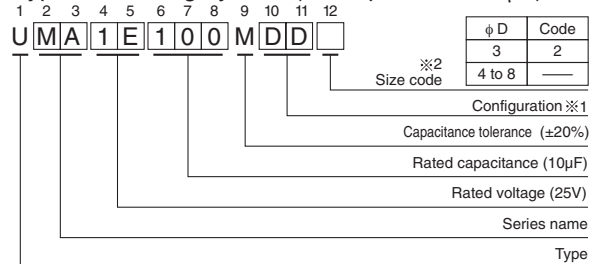 1 2 3 4 5 6 7 8 9 10 11 12
U M A 1 E 1 0 0 M D D
φ D Code
3 2
4 to 8 ——
※2
Size code
Configuration ※1
Capacitance tolerance (±20%)
Rated capacitance (10µF)
Rated voltage (25V)
Series name
Type